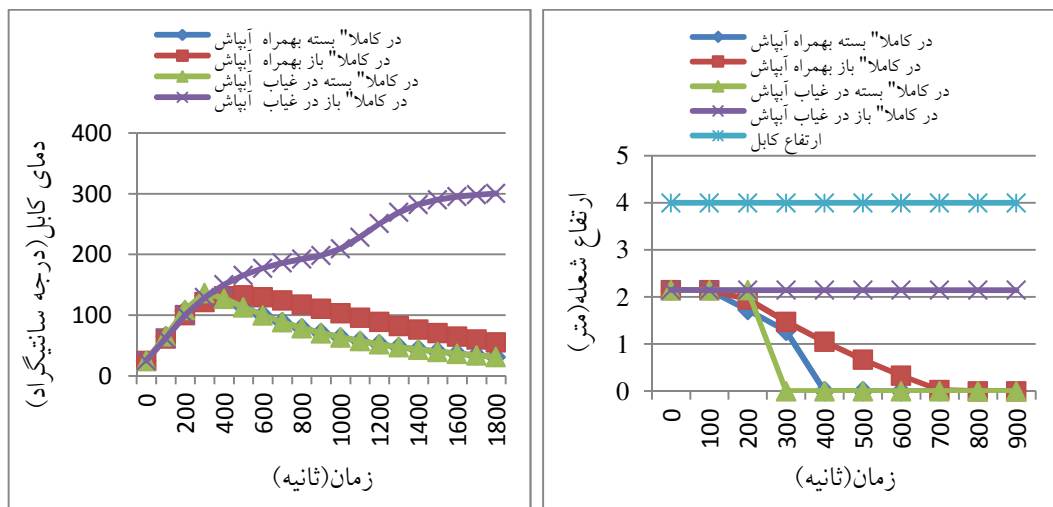 در کاملا" بسته بهمراه آبپاش
در کاملا" باز بهمراه آبپاش
در کاملا" بسته در غیاب آبپاش
در کاملا" باز در غیاب آبپاش
دمای کابل(درجه سانتیگراد)
400
300
200
100
0
0
200
400
600
800
1000
1200
1400
1600
1800
زمان(ثانیه)
در کاملا" بسته بهمراه آبپاش
در کاملا" باز بهمراه آبپاش
در کاملا" بسته در غیاب آبپاش
در کاملا" باز در غیاب آبپاش
ارتفاع کابل
ارتفاع شعله(متر)
5
4
3
2
1
0
0
100
200
300
400
500
600
700
800
900
زمان(ثانیه)